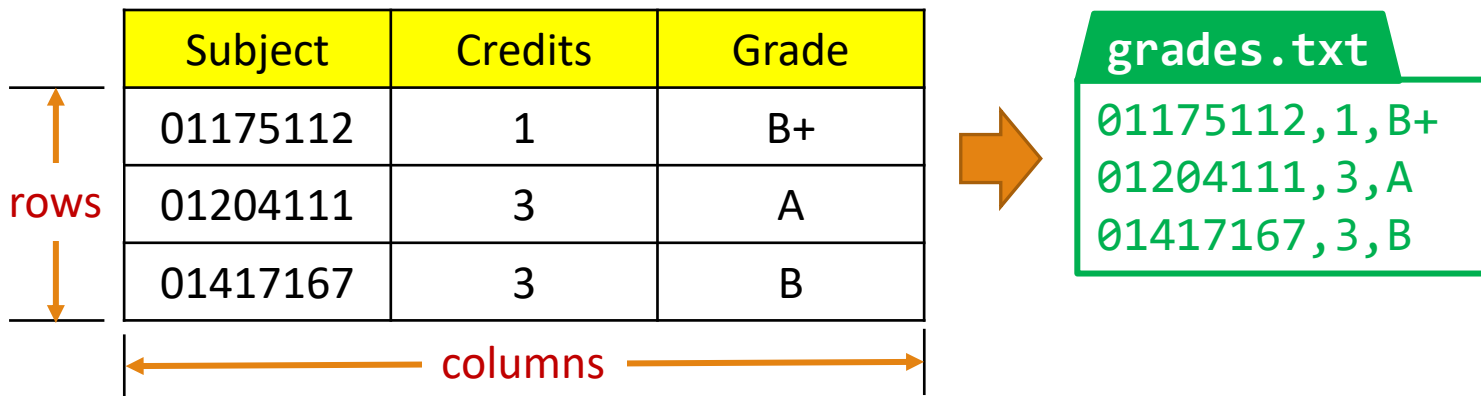 Subject Credits Grade
01175112 1 B+
01204111 3 A
01417167 3 B
rows
columns
grades.txt
01175112,1,B+
01204111,3,A
01417167,3,B